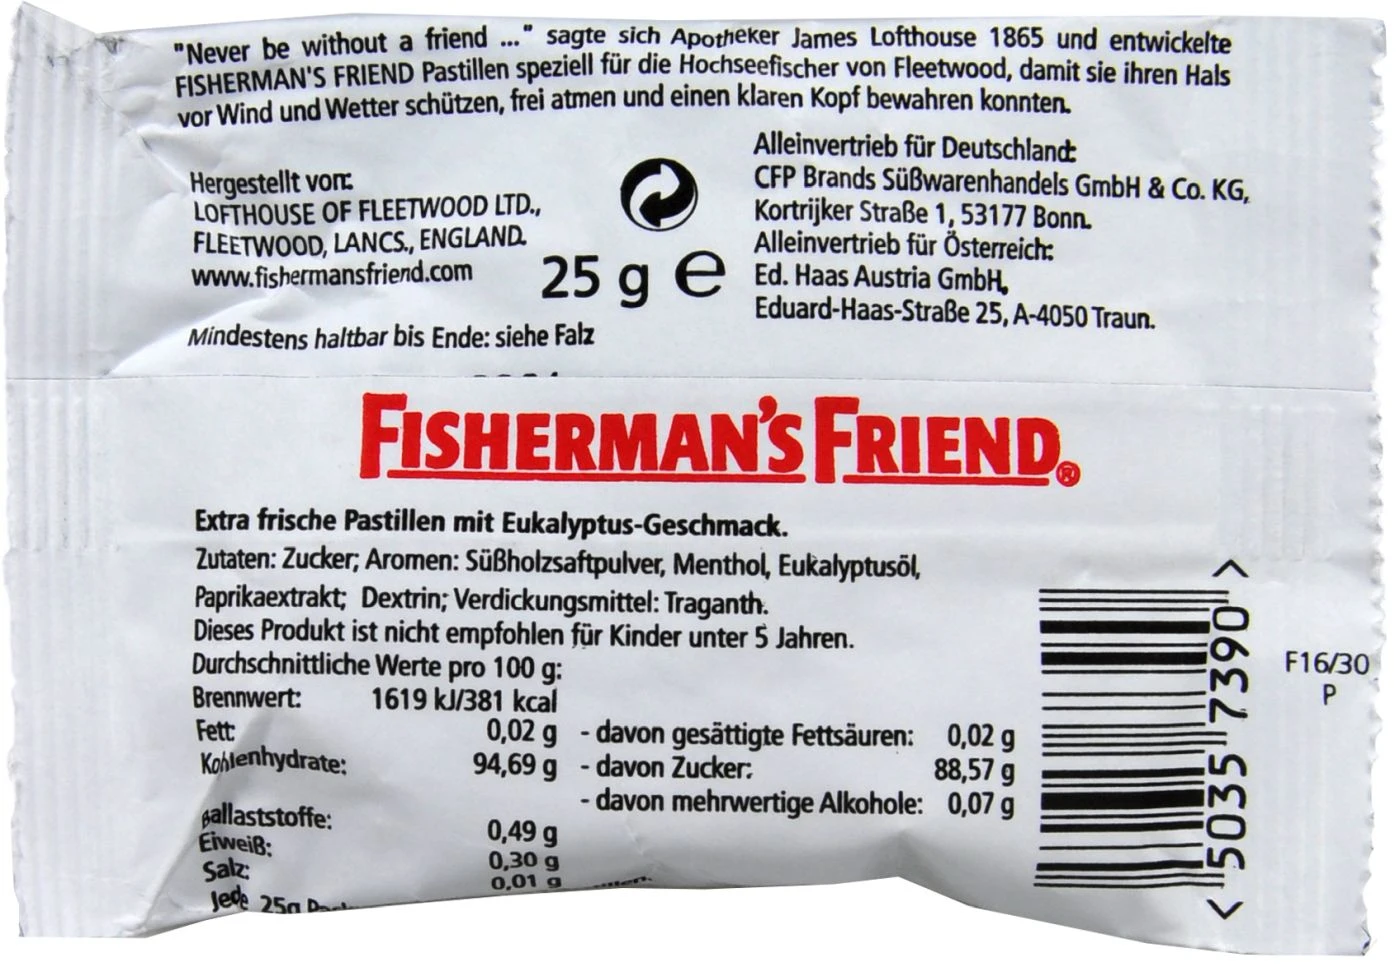 "Never be without a friend ..." sagte sich Apotheker James Lofthouse 1865 und entwickelte
FISHERMAN'S FRIEND Pastillen speziell für die Hochseefischer von Fleetwood, damit sie ihren Hals
vor Wind und Wetter schützen, frei atmen und einen klaren Kopf bewahren konnten.
Hergestellt von:
LOFTHOUSE OF FLEETWOOD LTD.,
FLEETWOOD, LANCS., ENGLAND.
www.fishermansfriend.com
25 g e
Mindestens haltbar bis Ende: siehe Falz
Alleinvertrieb für Deutschland:
CFP Brands Süßwarenhandels GmbH & Co. KG,
Kortrijker Straße 1, 53177 Bonn.
Alleinvertrieb für Österreich:
Ed. Haas Austria GmbH,
Eduard-Haas-Straße 25, A-4050 Traun.
FISHERMAN'S FRIEND®
Extra frische Pastillen mit Eukalyptus-Geschmack.
Zutaten: Zucker; Aromen: Süßholzsaftpulver, Menthol, Eukalyptusöl,
Paprikaextrakt; Dextrin; Verdickungsmittel: Traganth.
Dieses Produkt ist nicht empfohlen für Kinder unter 5 Jahren.
Durchschnittliche Werte pro 100 g:
Brennwert: 1619 kJ/381 kcal
Fett: 0,02 g - davon gesättigte Fettsäuren: 0,02 g
Kohlenhydrate: 94,69 g - davon Zucker: 88,57 g
- davon mehrwertige Alkohole: 0,07 g
Ballaststoffe: 0,49 g
Eiweiß: 0,30 g
Salz: 0,01 g
Jede 25g
<5035 7390>
F16/30
P